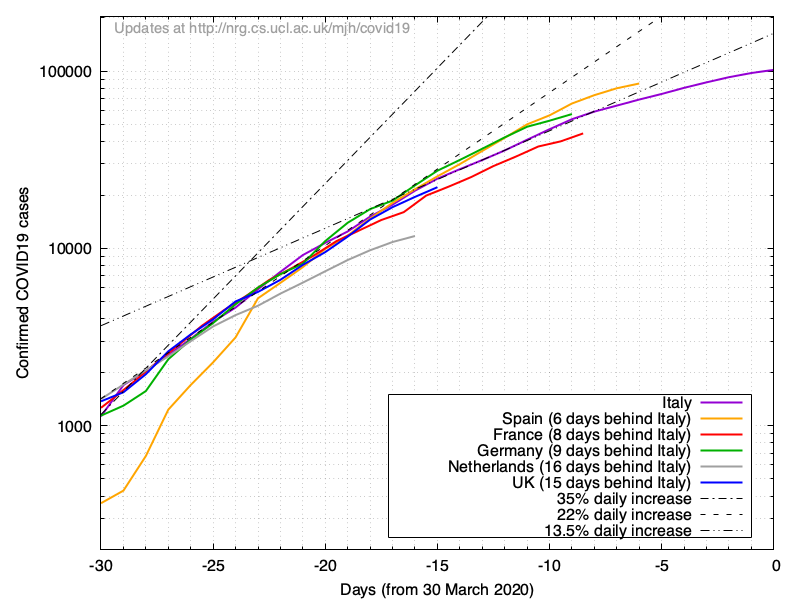 Updates at http://nrg.cs.ucl.ac.uk/mjh/covid19
100000
10000
1000
Confirmed COVID19 cases
Italy
Spain (6 days behind Italy)
France (8 days behind Italy)
Germany (9 days behind Italy)
Netherlands (16 days behind Italy)
UK (15 days behind Italy)
35% daily increase
22% daily increase
13.5% daily increase
-30 -25 -20 -15 -10 -5 0
Days (from 30 March 2020)